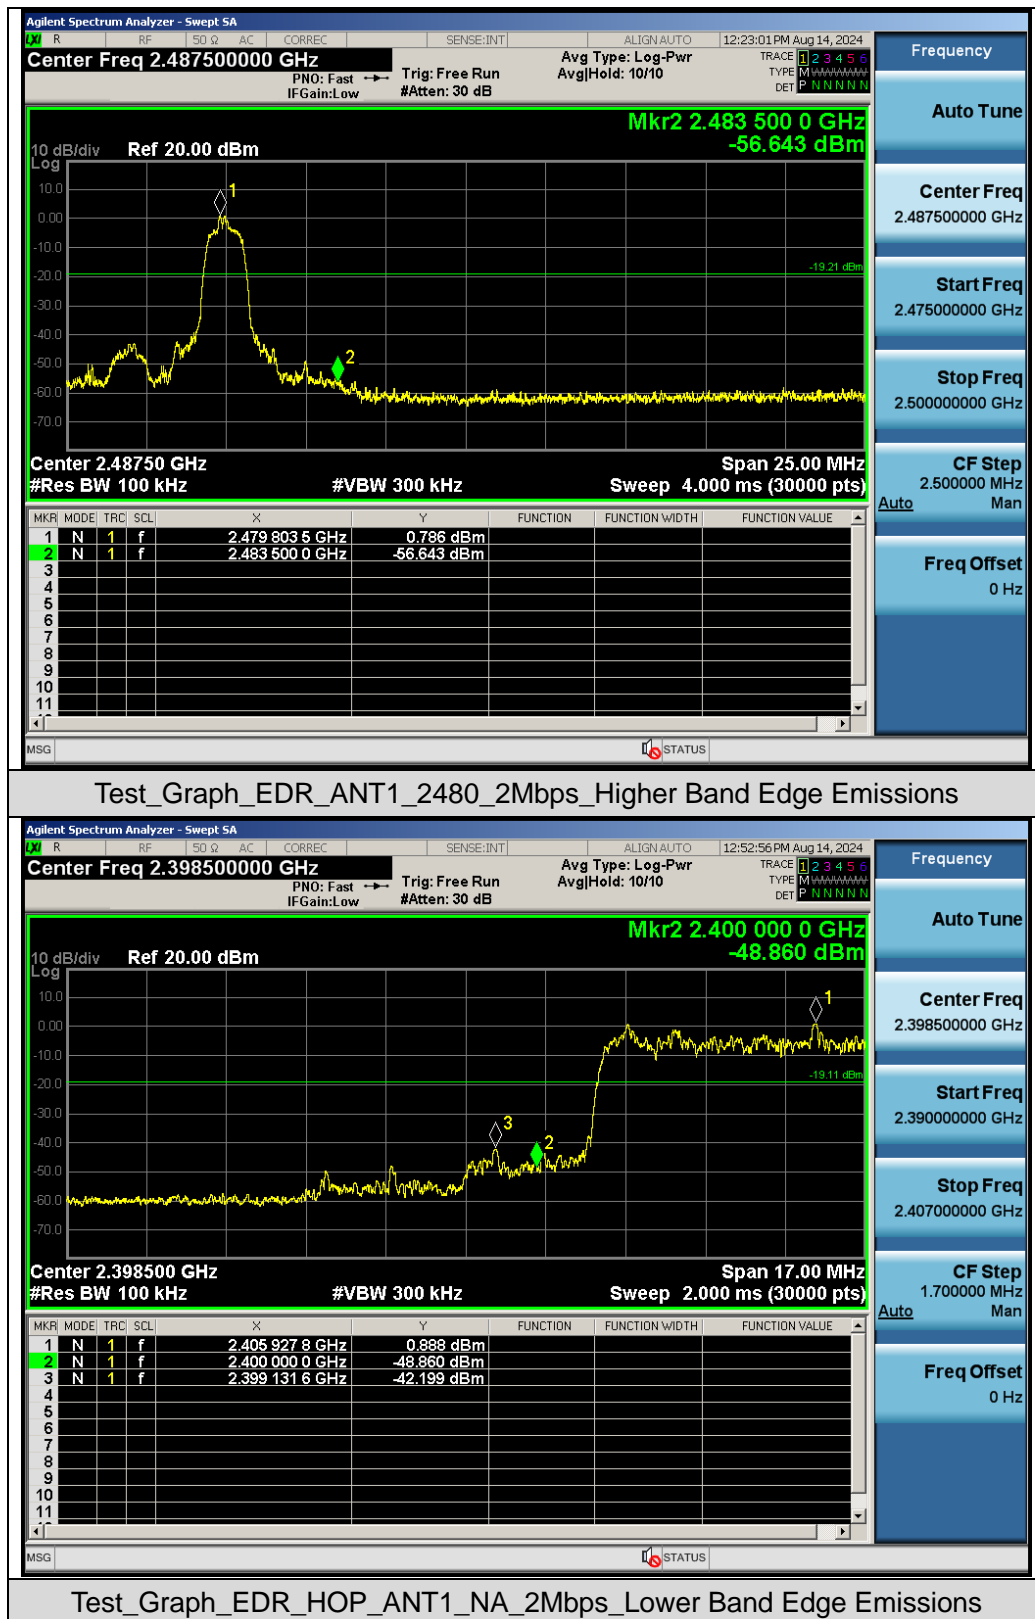 Agilent Spectrum Analyzer - Swept SA
LXI R RF 50 Ω AC CORREC SENSE:INT ALIGN AUTO 12:23:01 PM Aug 14, 2024
Center Freq 2.487500000 GHz
PNO: Fast
IFGain:Low
Trig: Free Run
#Atten: 30 dB
Avg Type: Log-Pwr
Avg|Hold: 10/10
TRACE 1 2 3 4 5 6
TYPE M WWWWW
DET P N N N N N
Mkr2 2.483 500 0 GHz
-56.643 dBm
10 dB/div Ref 20.00 dBm
Log
10.0
0.00
-10.0
-20.0
-30.0
-40.0
-50.0
-60.0
-70.0
1
-19.21 dBm
2
Center 2.48750 GHz Span 25.00 MHz
#Res BW 100 kHz #VBW 300 kHz Sweep 4.000 ms (30000 pts)
MKR MODE TRC SCL X Y FUNCTION FUNCTION WIDTH FUNCTION VALUE
1 N 1 f 2.479 803 5 GHz 0.786 dBm
2 N 1 f 2.483 500 0 GHz -56.643 dBm
3
4
5
6
7
8
9
10
11
MSG STATUS
Frequency
Auto Tune
Center Freq
2.487500000 GHz
Start Freq
2.475000000 GHz
Stop Freq
2.500000000 GHz
CF Step
2.500000 MHz
Auto Man
Freq Offset
0 Hz
Test_Graph_EDR_ANT1_2480_2Mbps_Higher Band Edge Emissions
Agilent Spectrum Analyzer - Swept SA
LXI R RF 50 Ω AC CORREC SENSE:INT ALIGN AUTO 12:52:56 PM Aug 14, 2024
Center Freq 2.398500000 GHz
PNO: Fast
IFGain:Low
Trig: Free Run
#Atten: 30 dB
Avg Type: Log-Pwr
Avg|Hold: 10/10
TRACE 1 2 3 4 5 6
TYPE M WWWWW
DET P N N N N N
Mkr2 2.400 000 0 GHz
-48.860 dBm
10 dB/div Ref 20.00 dBm
Log
10.0
0.00
-10.0
-20.0
-30.0
-40.0
-50.0
-60.0
-70.0
1
-19.11 dBm
3
2
Center 2.398500 GHz Span 17.00 MHz
#Res BW 100 kHz #VBW 300 kHz Sweep 2.000 ms (30000 pts)
MKR MODE TRC SCL X Y FUNCTION FUNCTION WIDTH FUNCTION VALUE
1 N 1 f 2.405 927 8 GHz 0.888 dBm
2 N 1 f 2.400 000 0 GHz -48.860 dBm
3 N 1 f 2.399 131 6 GHz -42.199 dBm
4
5
6
7
8
9
10
11
MSG STATUS
Frequency
Auto Tune
Center Freq
2.398500000 GHz
Start Freq
2.390000000 GHz
Stop Freq
2.407000000 GHz
CF Step
1.700000 MHz
Auto Man
Freq Offset
0 Hz
Test_Graph_EDR_HOP_ANT1_NA_2Mbps_Lower Band Edge Emissions